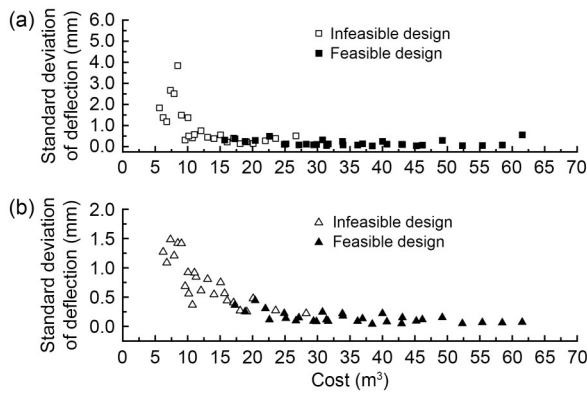 (a)
Standard deviation
of deflection (mm)
6.0
5.0
4.0
3.0
2.0
1.0
0.0
Infeasible design
Feasible design
0 5 10 15 20 25 30 35 40 45 50 55 60 65 70
(b)
Standard deviation
of deflection (mm)
2.0
1.5
1.0
0.5
0.0
Infeasible design
Feasible design
0 5 10 15 20 25 30 35 40 45 50 55 60 65 70
Cost (m³)